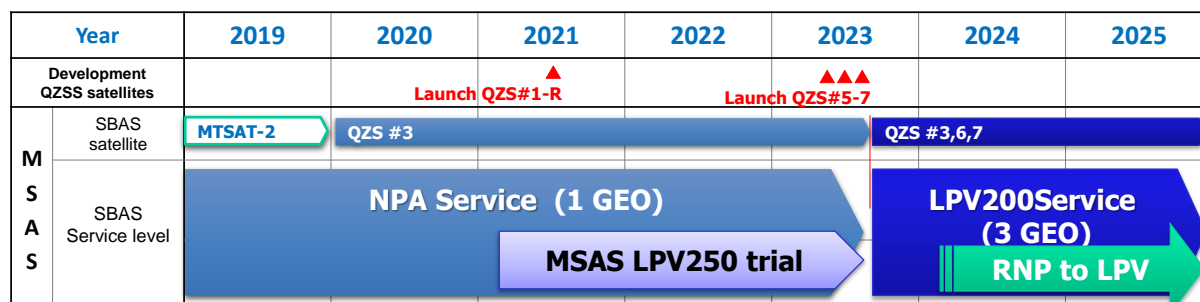 Year 2019 2020 2021 2022 2023 2024 2025
Development
QZSS satellites
Launch QZS#1-R
Launch QZS#5-7
M
S
A
S
SBAS
satellite
MTSAT-2
QZS #3
QZS #3,6,7
SBAS
Service level
NPA Service (1 GEO)
MSAS LPV250 trial
LPV200Service
(3 GEO)
RNP to LPV